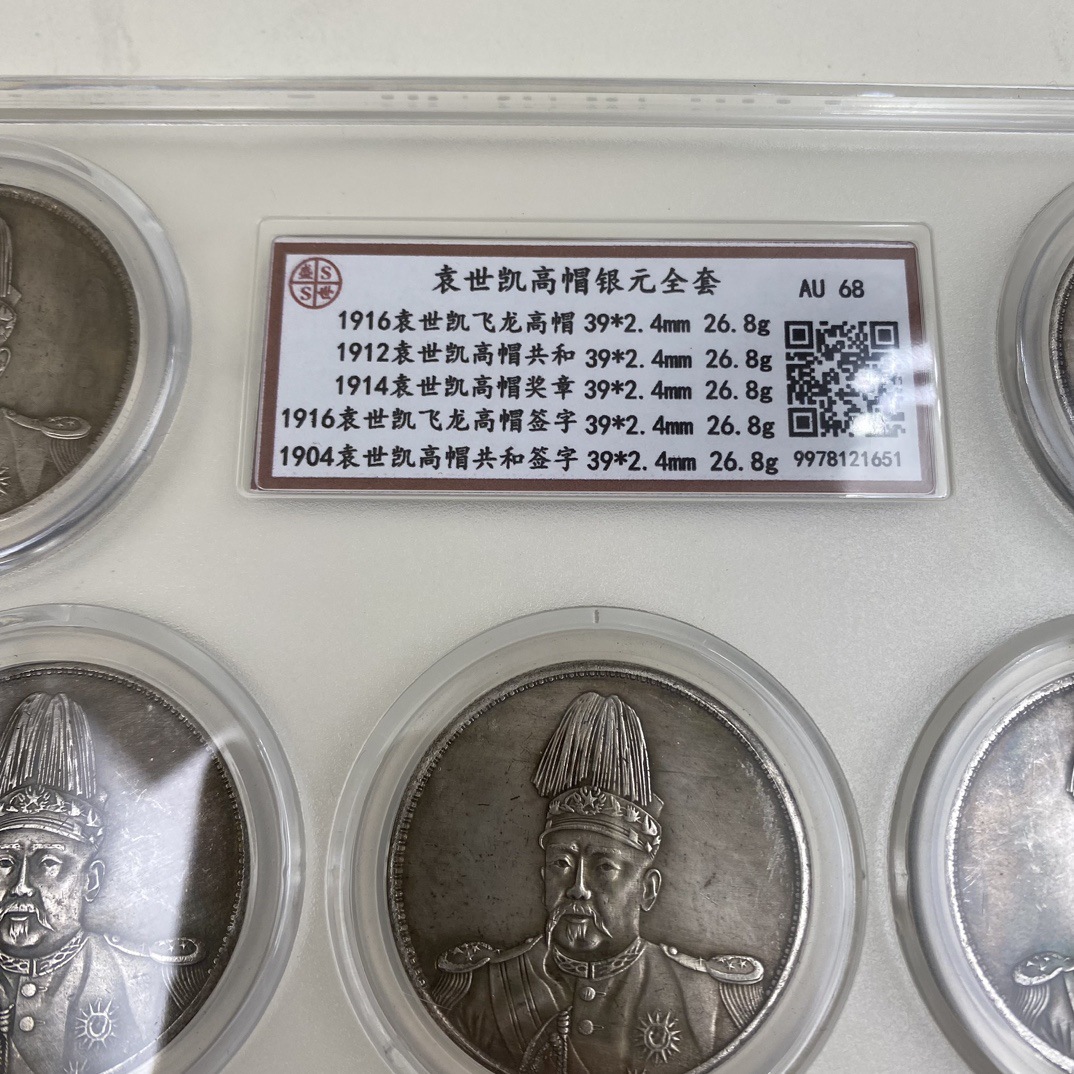 盛S
S世
袁世凯高帽银元全套
AU 68
1916袁世凯飞龙高帽 39*2.4mm 26.8g
1912袁世凯高帽共和 39*2.4mm 26.8g
1914袁世凯高帽奖章 39*2.4mm 26.8g
1916袁世凯飞龙高帽签字 39*2.4mm 26.8g
1904袁世凯高帽共和签字 39*2.4mm 26.8g
9978121651